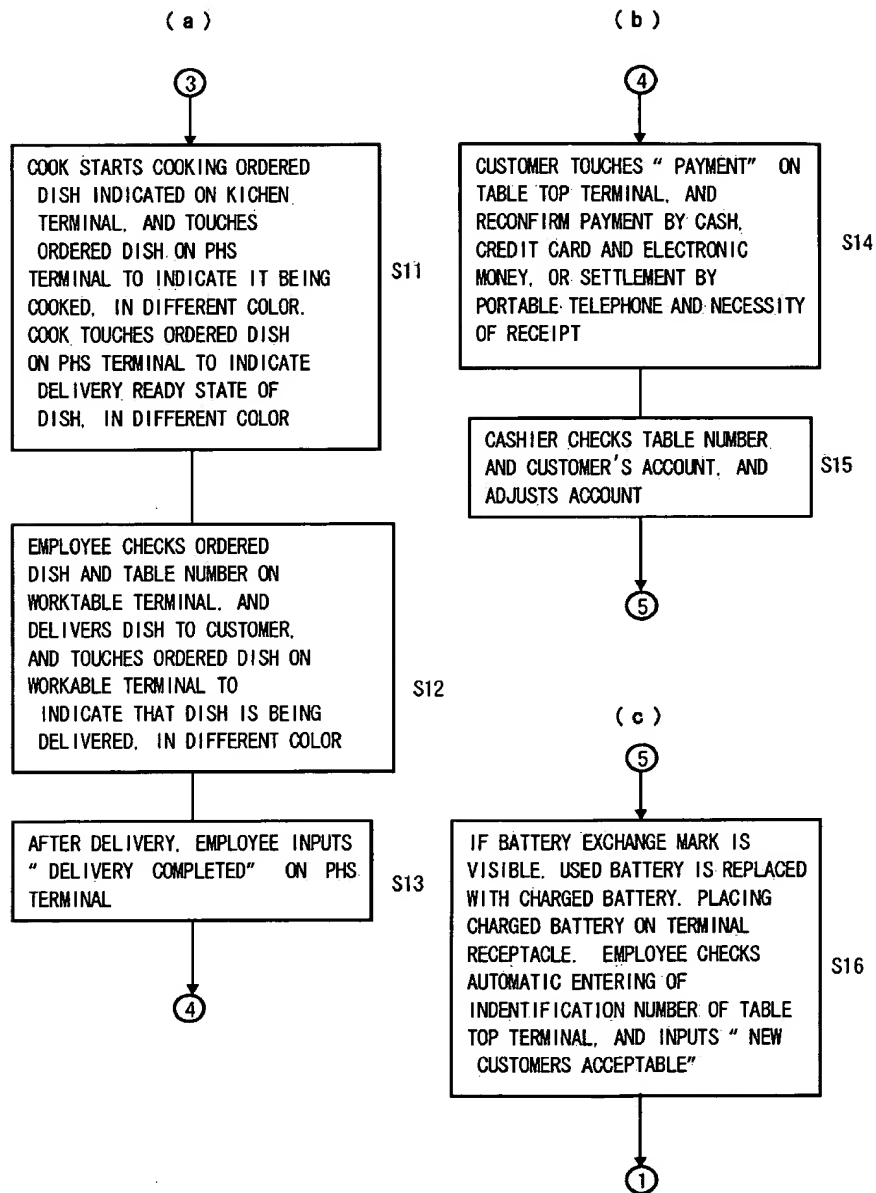 (a)
3
COOK STARTS COOKING ORDERED
DISH INDICATED ON KICHEN
TERMINAL, AND TOUCHES
ORDERED DISH ON PHS
TERMINAL TO INDICATE IT BEING
COOKED, IN DIFFERENT COLOR.
COOK TOUCHES ORDERED DISH
ON PHS TERMINAL TO INDICATE
DELIVERY READY STATE OF
DISH, IN DIFFERENT COLOR
S11
EMPLOYEE CHECKS ORDERED
DISH AND TABLE NUMBER ON
WORKTABLE TERMINAL, AND
DELIVERS DISH TO CUSTOMER,
AND TOUCHES ORDERED DISH ON
WORKABLE TERMINAL TO
INDICATE THAT DISH IS BEING
DELIVERED, IN DIFFERENT COLOR
S12
AFTER DELIVERY, EMPLOYEE INPUTS
" DELIVERY COMPLETED" ON PHS
TERMINAL
S13
4
(b)
4
CUSTOMER TOUCHES " PAYMENT" ON
TABLE TOP TERMINAL, AND
RECONFIRM PAYMENT BY CASH,
CREDIT CARD AND ELECTRONIC
MONEY, OR SETTLEMENT BY
PORTABLE TELEPHONE AND NECESSITY
OF RECEIPT
S14
CASHIER CHECKS TABLE NUMBER
AND CUSTOMER'S ACCOUNT, AND
ADJUSTS ACCOUNT
S15
5
(c)
5
IF BATTERY EXCHANGE MARK IS
VISIBLE, USED BATTERY IS REPLACED
WITH CHARGED BATTERY. PLACING
CHARGED BATTERY ON TERMINAL
RECEPTACLE. EMPLOYEE CHECKS
AUTOMATIC ENTERING OF
INDENTIFICATION NUMBER OF TABLE
TOP TERMINAL, AND INPUTS " NEW
CUSTOMERS ACCEPTABLE"
S16
1